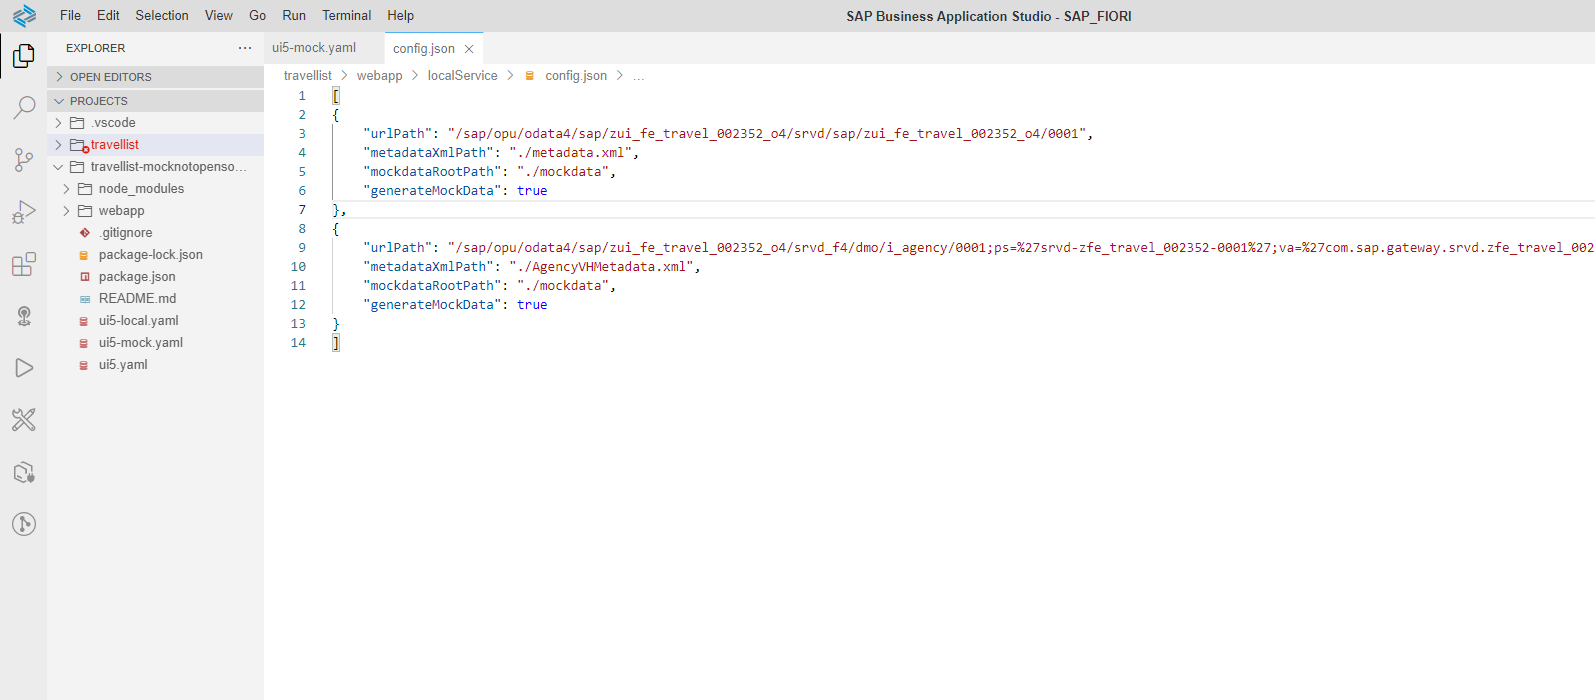 File Edit Selection View Go Run Terminal Help
SAP Business Application Studio - SAP_FIORI
EXPLORER ...
OPEN EDITORS
PROJECTS
.vscode
travellist
travellist-mocknotopenso...
node_modules
webapp
.gitignore
package-lock.json
package.json
README.md
ui5-local.yaml
ui5-mock.yaml
ui5.yaml
ui5-mock.yaml config.json
travellist > webapp > localService > config.json > ...
1 [
2 {
3 "urlPath": "/sap/opu/odata4/sap/zui_fe_travel_002352_o4/srvd/sap/zui_fe_travel_002352_o4/0001",
4 "metadataXmlPath": "./metadata.xml",
5 "mockdataRootPath": "./mockdata",
6 "generateMockData": true
7 },
8 {
9 "urlPath": "/sap/opu/odata4/sap/zui_fe_travel_002352_o4/srvd_f4/dmo/i_agency/0001;ps=%27srvd-zfe_travel_002352-0001%27;va=%27com.sap.gateway.srvd.zfe_travel_002
10 "metadataXmlPath": "./AgencyVHMetadata.xml",
11 "mockdataRootPath": "./mockdata",
12 "generateMockData": true
13 }
14 ]